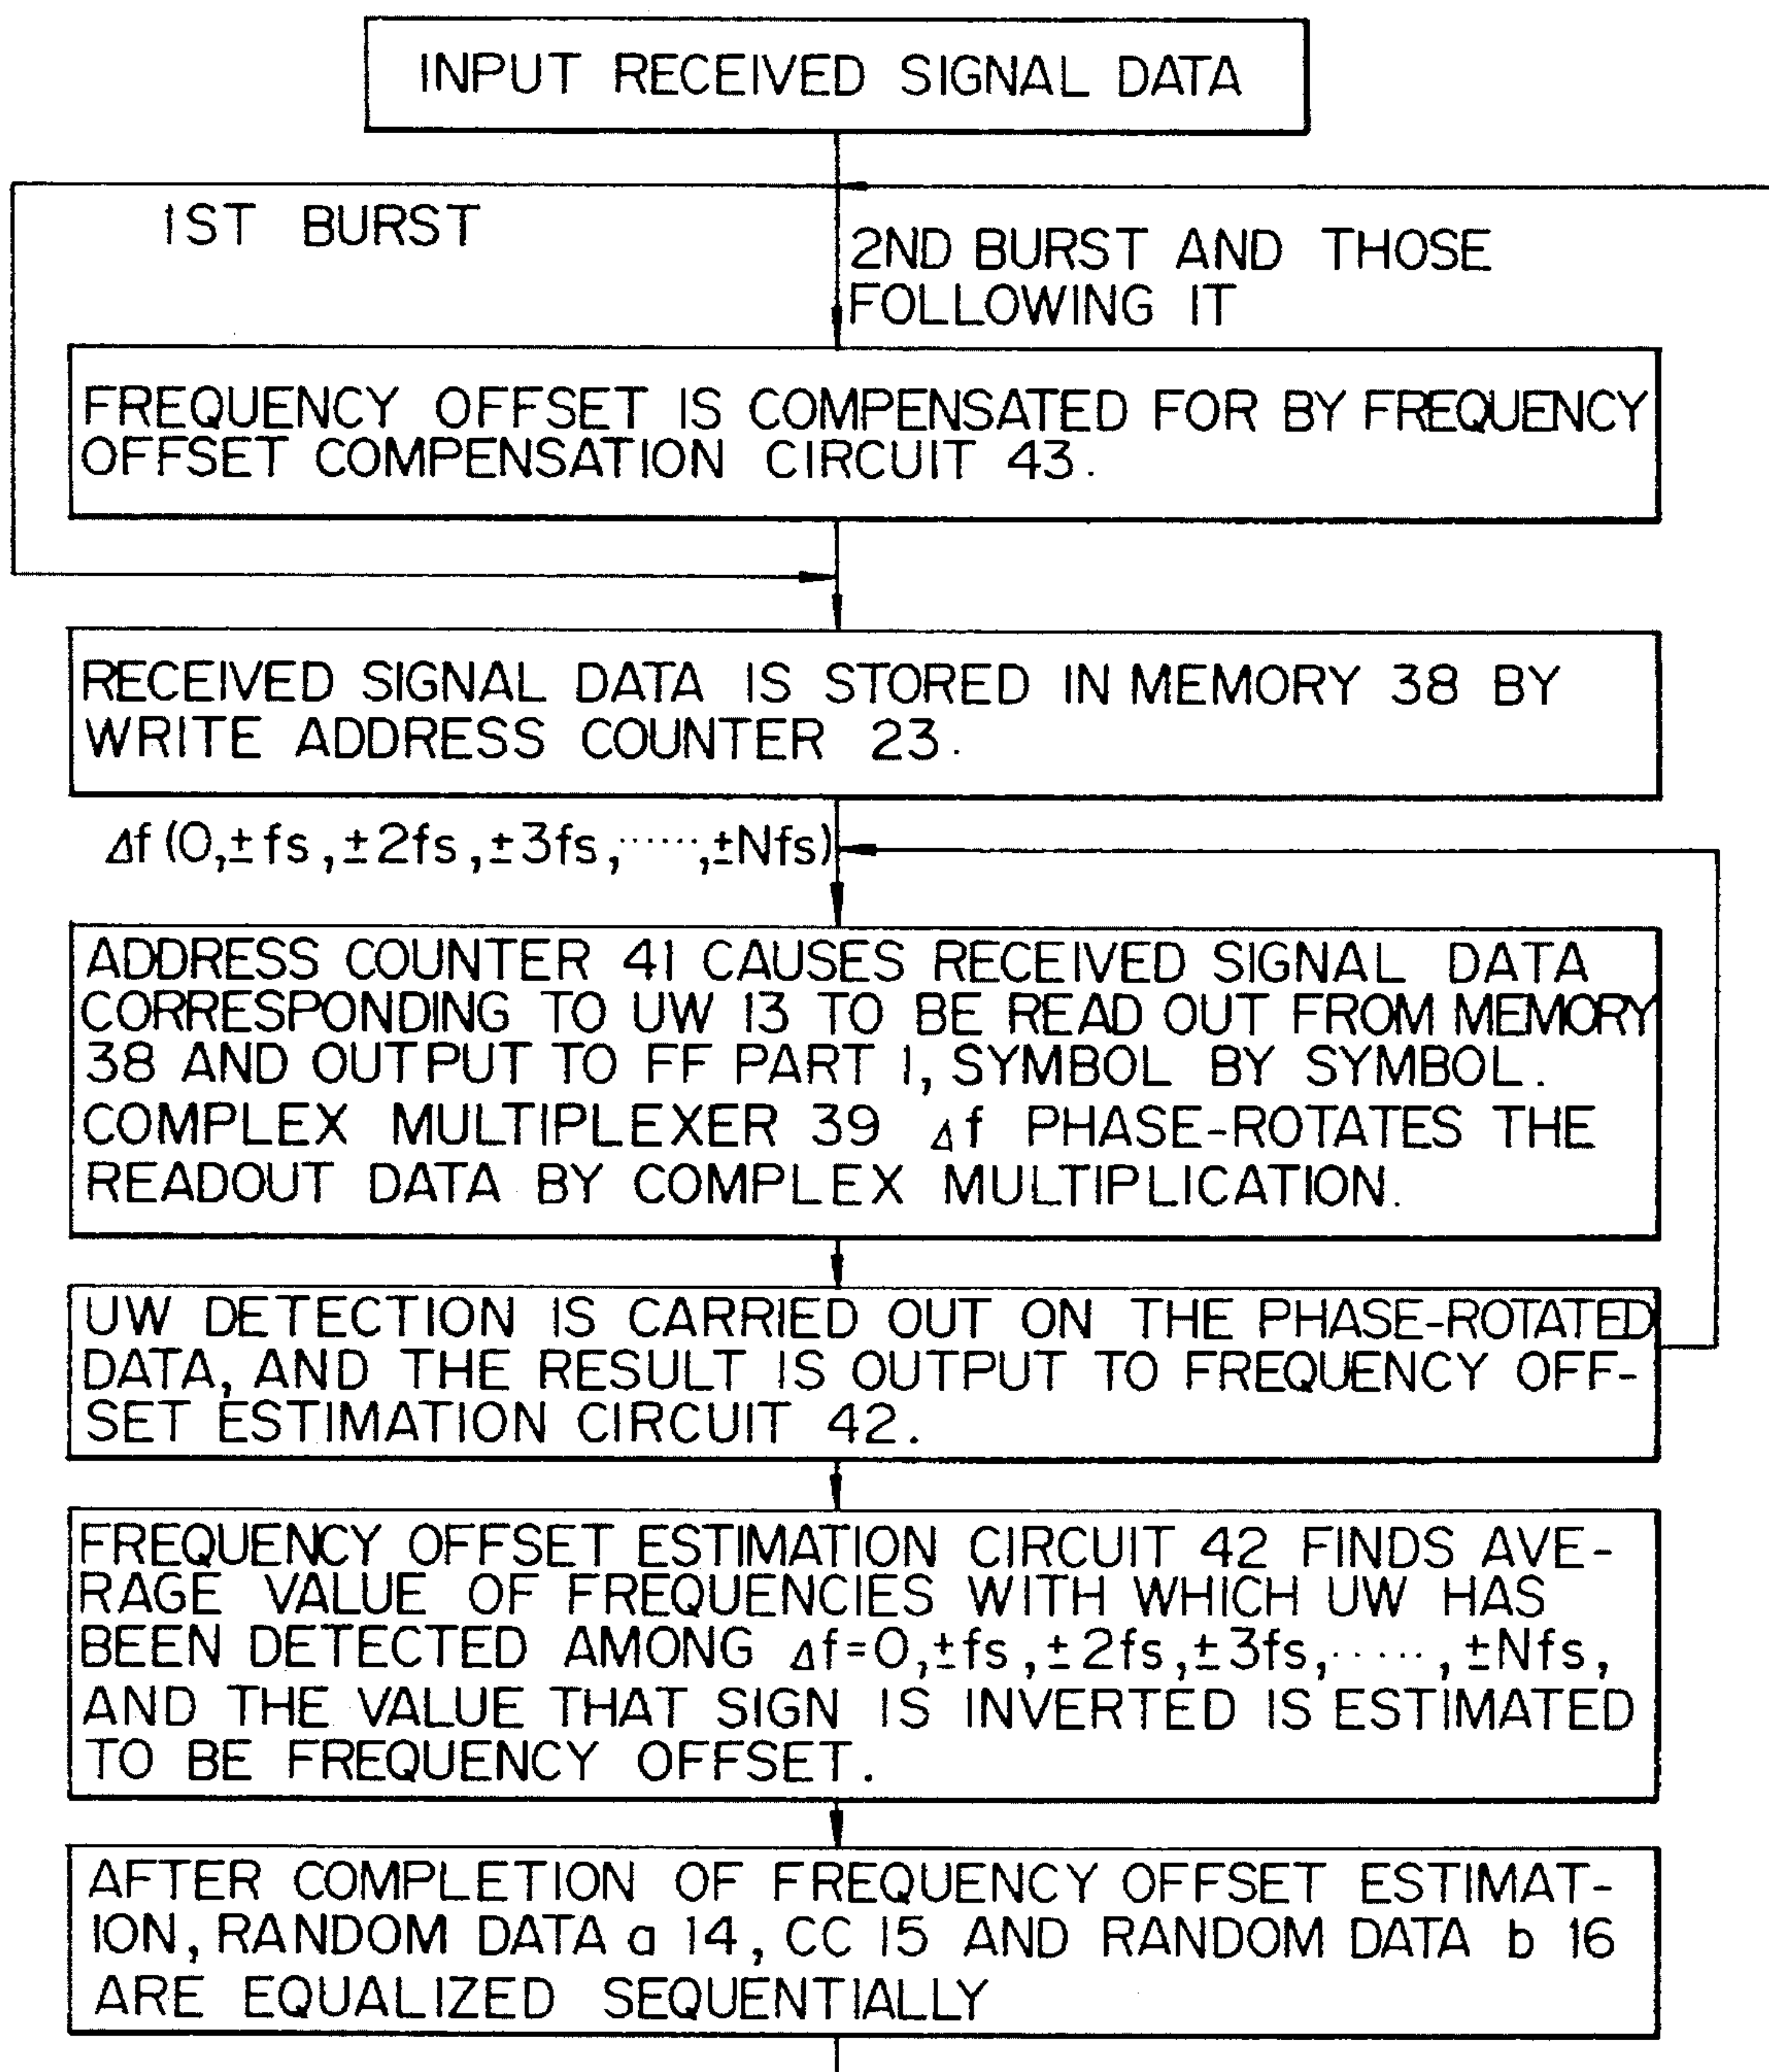 INPUT RECEIVED SIGNAL DATA
1ST BURST
2ND BURST AND THOSE
FOLLOWING IT
FREQUENCY OFFSET IS COMPENSATED FOR BY FREQUENCY
OFFSET COMPENSATION CIRCUIT 43.
RECEIVED SIGNAL DATA IS STORED IN MEMORY 38 BY
WRITE ADDRESS COUNTER 23.
Δf (0,±fs,±2fs,±3fs,······,±Nfs)
ADDRESS COUNTER 41 CAUSES RECEIVED SIGNAL DATA
CORRESPONDING TO UW 13 TO BE READ OUT FROM MEMORY
38 AND OUTPUT TO FF PART 1, SYMBOL BY SYMBOL.
COMPLEX MULTIPLEXER 39 Δf PHASE-ROTATES THE
READOUT DATA BY COMPLEX MULTIPLICATION.
UW DETECTION IS CARRIED OUT ON THE PHASE-ROTATED
DATA, AND THE RESULT IS OUTPUT TO FREQUENCY OFF-
SET ESTIMATION CIRCUIT 42.
FREQUENCY OFFSET ESTIMATION CIRCUIT 42 FINDS AVE-
RAGE VALUE OF FREQUENCIES WITH WHICH UW HAS
BEEN DETECTED AMONG Δf=0,±fs,±2fs,±3fs,·····,±Nfs,
AND THE VALUE THAT SIGN IS INVERTED IS ESTIMATED
TO BE FREQUENCY OFFSET.
AFTER COMPLETION OF FREQUENCY OFFSET ESTIMAT-
ION, RANDOM DATA a 14, CC 15 AND RANDOM DATA b 16
ARE EQUALIZED SEQUENTIALLY